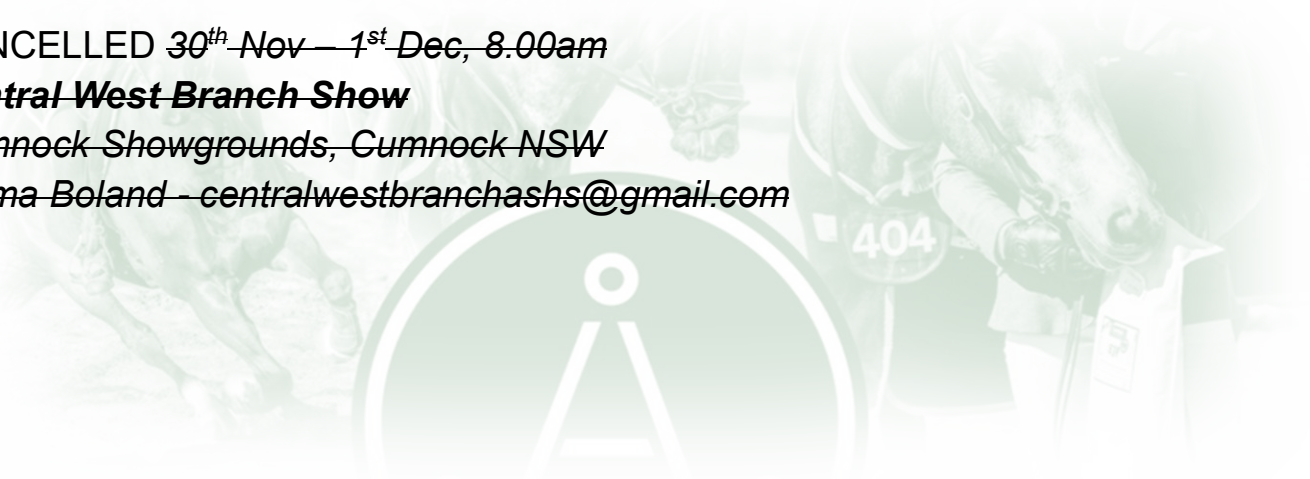 NCELLED 30th Nov – 1st Dec, 8.00am
tral West Branch Show
nnock Showgrounds, Cumnock NSW
ma Boland - centralwestbranchashs@gmail.com
404